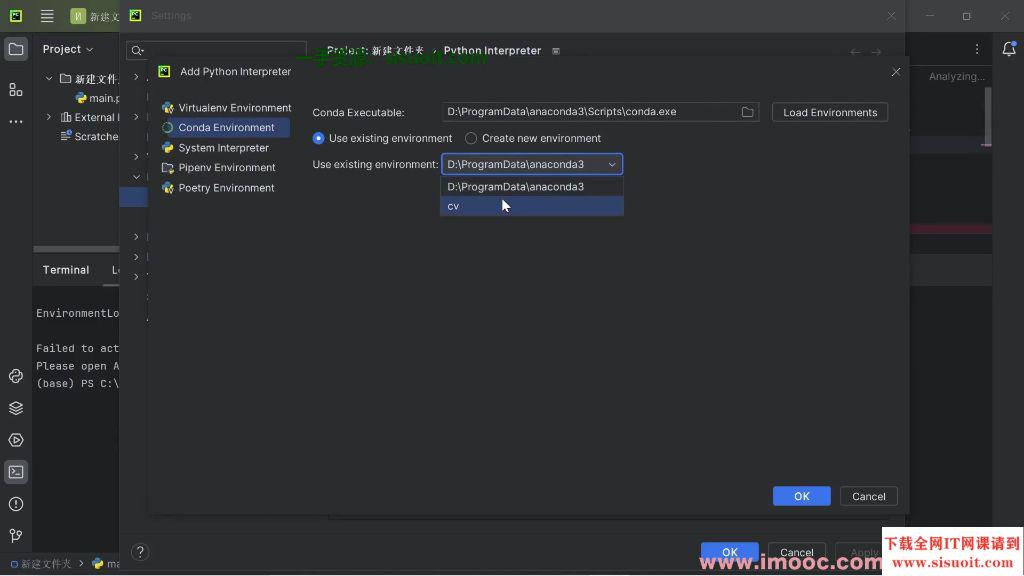 新建文
Settings
Project
Project: 新建文件夹 › Python Interpreter
Add Python Interpreter
Analyzing...
新建文件
main.p
External
Scratche
Virtualenv Environment
Conda Environment
System Interpreter
Pipenv Environment
Poetry Environment
Conda Executable:
D:\ProgramData\anaconda3\Scripts\conda.exe
Load Environments
Use existing environment
Create new environment
Use existing environment:
D:\ProgramData\anaconda3
D:\ProgramData\anaconda3
cv
Terminal
EnvironmentLo
Failed to act
Please open A
(base) PS C:\
OK
Cancel
?
OK
Cancel
Apply
新建文件夹
ma
www.imooc.com
下载全网IT网课请到
www.sisuoit.com